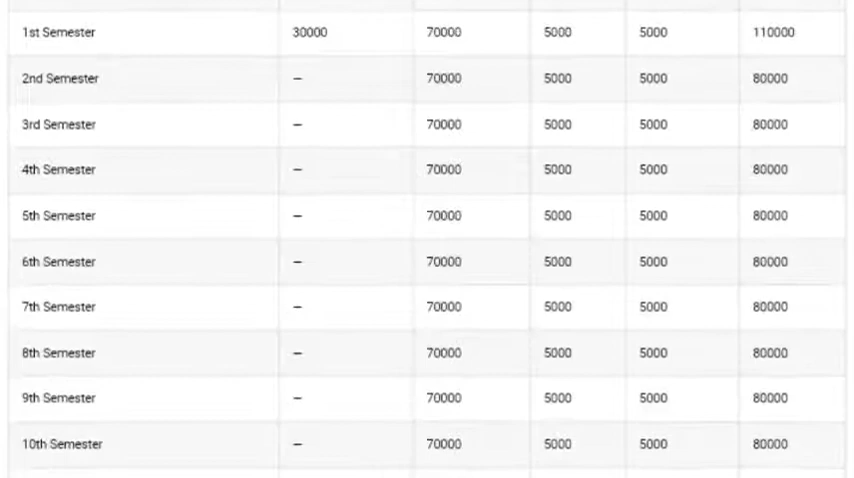 1st Semester 30000 70000 5000 5000 110000
2nd Semester – 70000 5000 5000 80000
3rd Semester – 70000 5000 5000 80000
4th Semester – 70000 5000 5000 80000
5th Semester – 70000 5000 5000 80000
6th Semester – 70000 5000 5000 80000
7th Semester – 70000 5000 5000 80000
8th Semester – 70000 5000 5000 80000
9th Semester – 70000 5000 5000 80000
10th Semester – 70000 5000 5000 80000